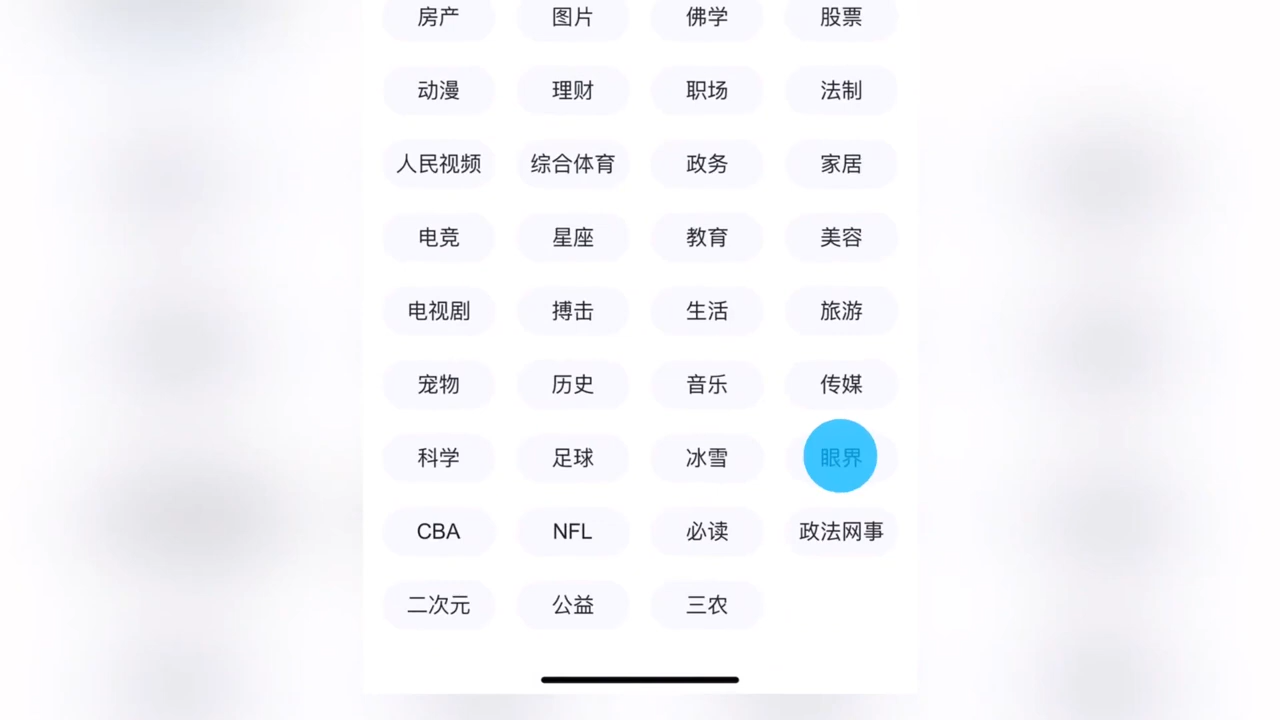 房产 图片 佛学 股票
动漫 理财 职场 法制
人民视频 综合体育 政务 家居
电竞 星座 教育 美容
电视剧 搏击 生活 旅游
宠物 历史 音乐 传媒
科学 足球 冰雪 眼界
CBA NFL 必读 政法网事
二次元 公益 三农